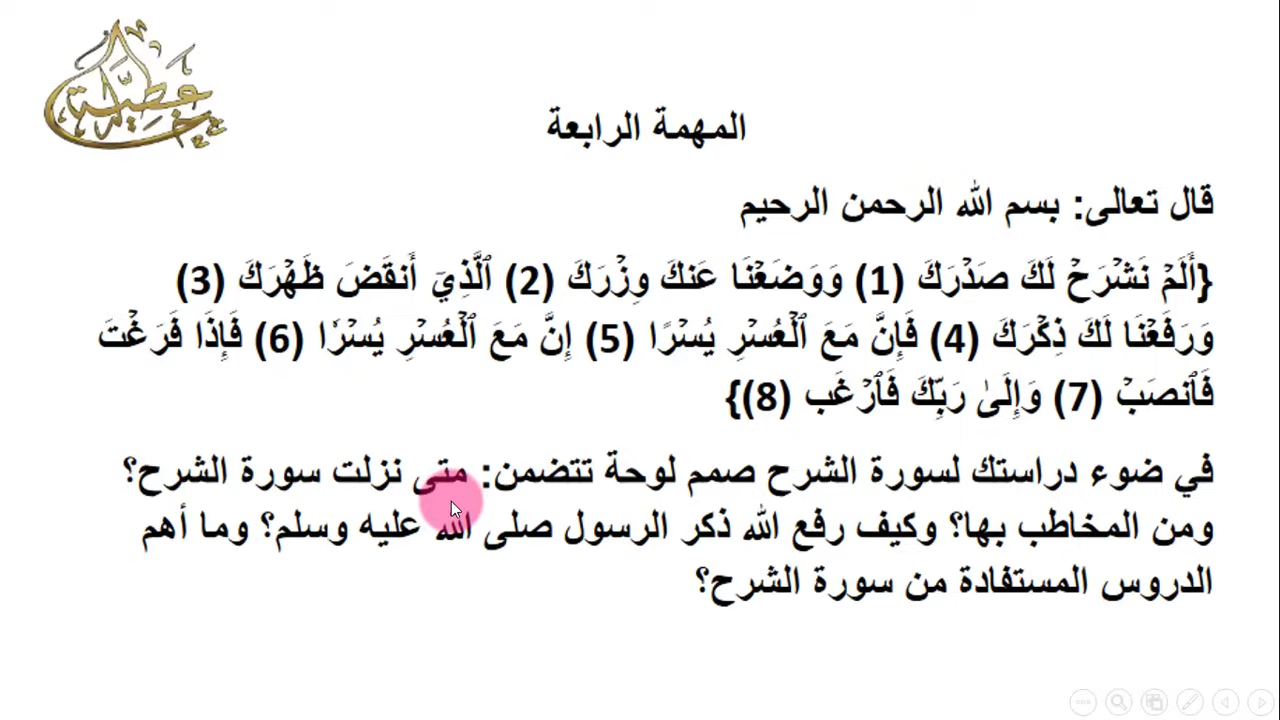 عطية
المهمة الرابعة
قال تعالى: بسم الله الرحمن الرحيم
{أَلَمۡ نَشۡرَحۡ لَكَ صَدۡرَكَ (1) وَوَضَعۡنَا عَنكَ وِزۡرَكَ (2) ٱلَّذِيٓ أَنقَضَ ظَهۡرَكَ (3)
وَرَفَعۡنَا لَكَ ذِكۡرَكَ (4) فَإِنَّ مَعَ ٱلۡعُسۡرِ يُسۡرًا (5) إِنَّ مَعَ ٱلۡعُسۡرِ يُسۡرٗا (6) فَإِذَا فَرَغۡتَ
فَٱنصَبۡ (7) وَإِلَىٰ رَبِّكَ فَٱرۡغَب (8)}
في ضوء دراستك لسورة الشرح صمم لوحة تتضمن: متى نزلت سورة الشرح؟
ومن المخاطب بها؟ وكيف رفع الله ذكر الرسول صلى الله عليه وسلم؟ وما أهم
الدروس المستفادة من سورة الشرح؟